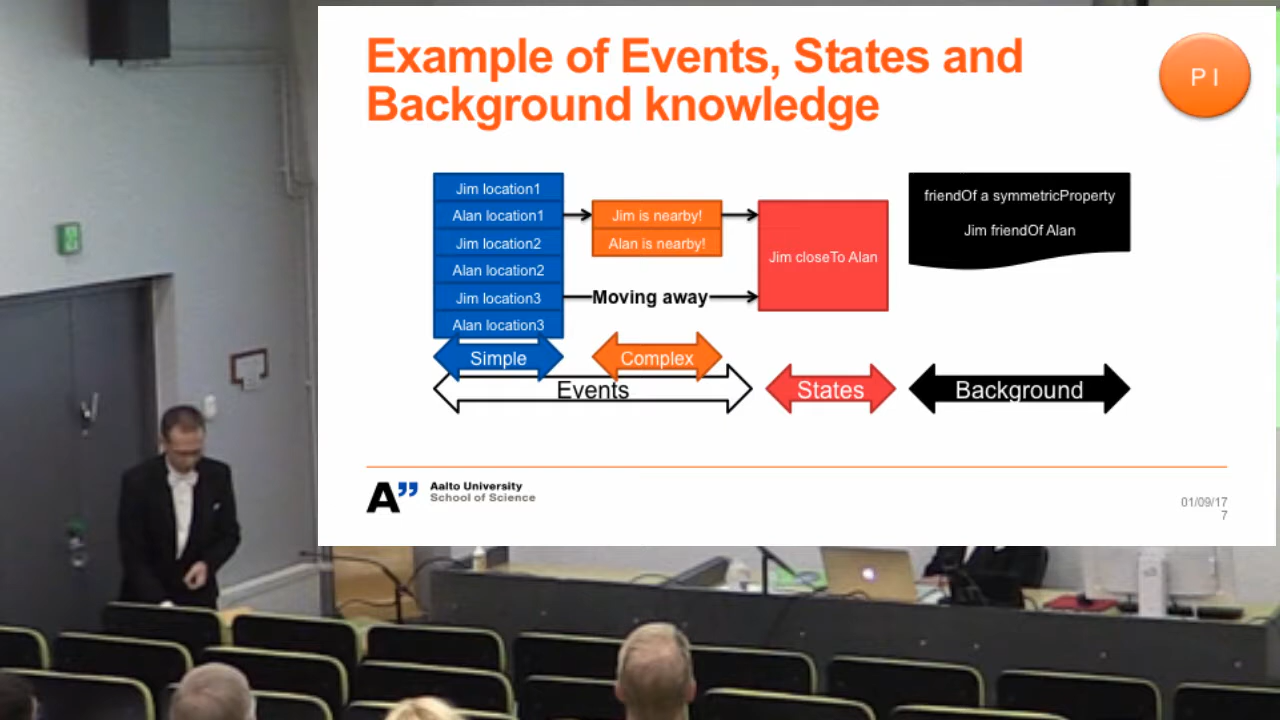 Example of Events, States and
Background knowledge
P I
Jim location1
Alan location1
Jim location2
Alan location2
Jim location3
Alan location3
Jim is nearby!
Alan is nearby!
Moving away
Jim closeTo Alan
friendOf a symmetricProperty
Jim friendOf Alan
Simple
Complex
Events
States
Background
A”
Aalto University
School of Science
01/09/17
7